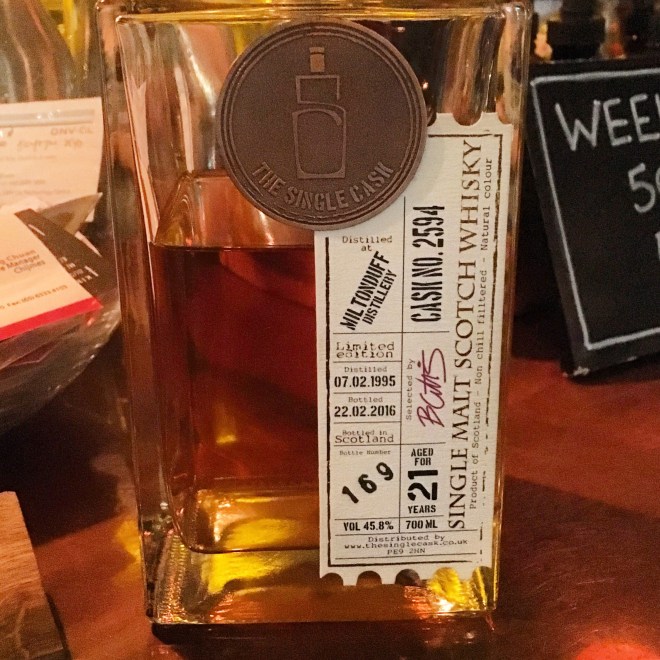 THE SINGLE CASK
Distilled
at
MILTONDUFF
DISTILLERY
Limited
edition
Distilled
07.02.1995
Bottled
22.02.2016
Bottled in
Scotland
Bottle Number
169
VOL 45.8%
CASK NO. 2594
Selected by
AGED
FOR
21
YEARS
700 ML
Distributed by
www.thesinglecask.co.uk
PE9 2HN
SINGLE MALT SCOTCH WHISKY
Product of Scotland - Non chill filltered - Natural colour
WEE